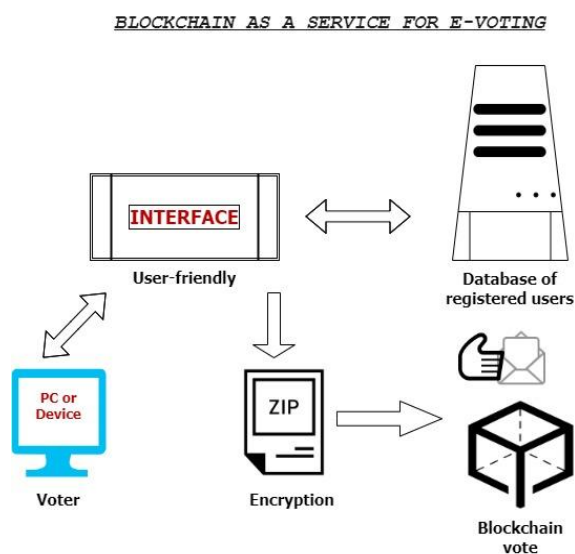 BLOCKCHAIN AS A SERVICE FOR E-VOTING
INTERFACE
User-friendly
Database of
registered users
PC or
Device
Voter
ZIP
Encryption
Blockchain
vote